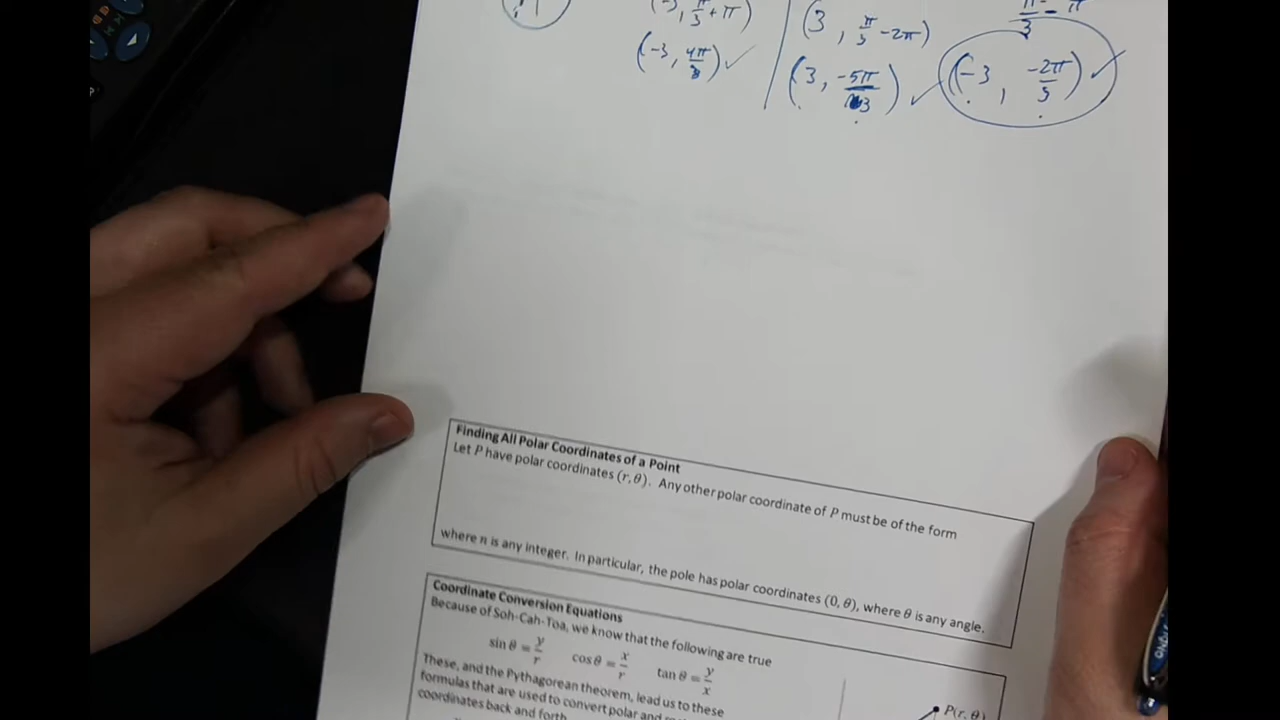 (-3, π/3 + π)
(-3, 4π/3) ✓
(3, π/3 - 2π)
(3, -5π/3) ✓
π/3 - π
(-3, -2π/3) ✓
Finding All Polar Coordinates of a Point
Let P have polar coordinates (r, θ). Any other polar coordinate of P must be of the form
where n is any integer. In particular, the pole has polar coordinates (0, θ), where θ is any angle.
Coordinate Conversion Equations
Because of Soh-Cah-Toa, we know that the following are true
sin θ = y/r cos θ = x/r tan θ = y/x
These, and the Pythagorean theorem, lead us to these
formulas that are used to convert polar and
coordinates back and forth.
P(r, θ)